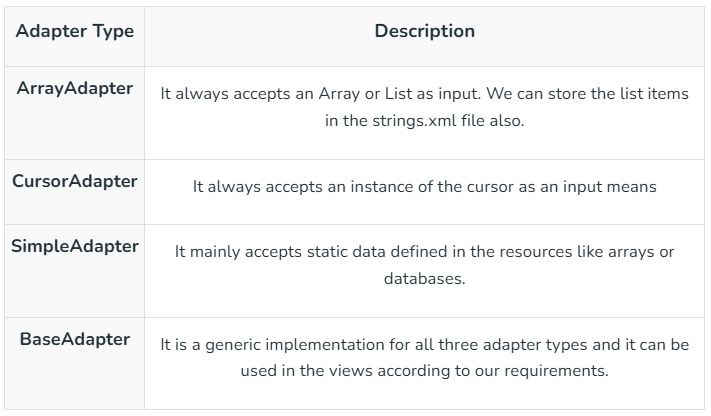 Adapter Type
Description
ArrayAdapter
It always accepts an Array or List as input. We can store the list items
in the strings.xml file also.
CursorAdapter
It always accepts an instance of the cursor as an input means
SimpleAdapter
It mainly accepts static data defined in the resources like arrays or
databases.
BaseAdapter
It is a generic implementation for all three adapter types and it can be
used in the views according to our requirements.